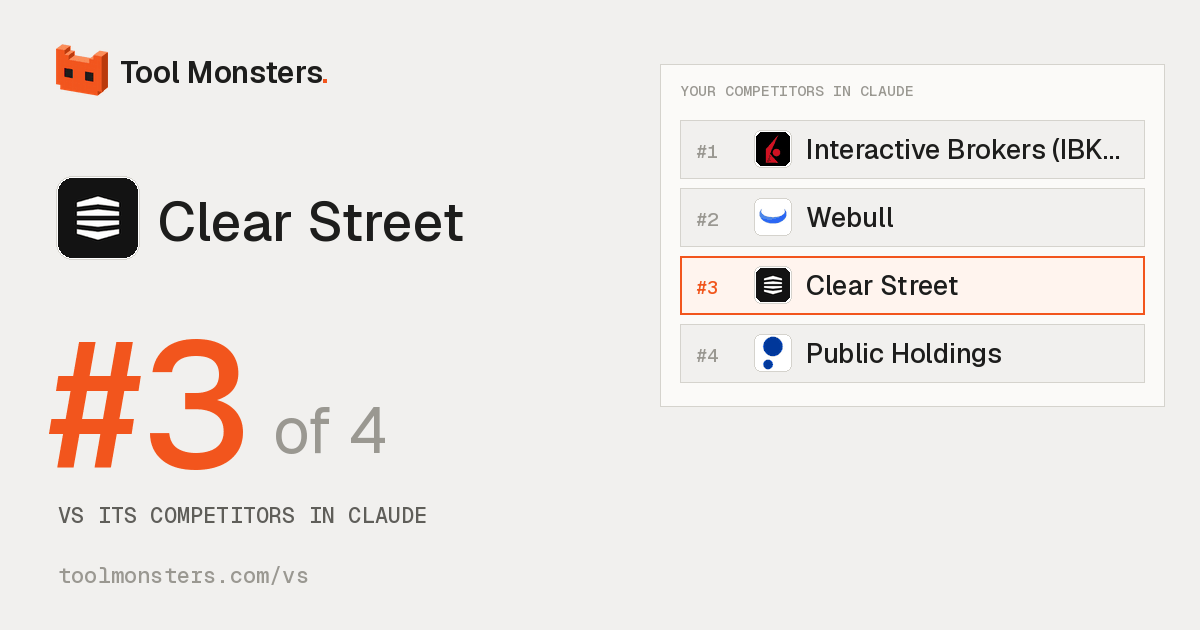 Tool Monsters.
Clear Street
#3 of 4
VS ITS COMPETITORS IN CLAUDE
toolmonsters.com/vs
YOUR COMPETITORS IN CLAUDE
#1 Interactive Brokers (IBK...
#2 Webull
#3 Clear Street
#4 Public Holdings